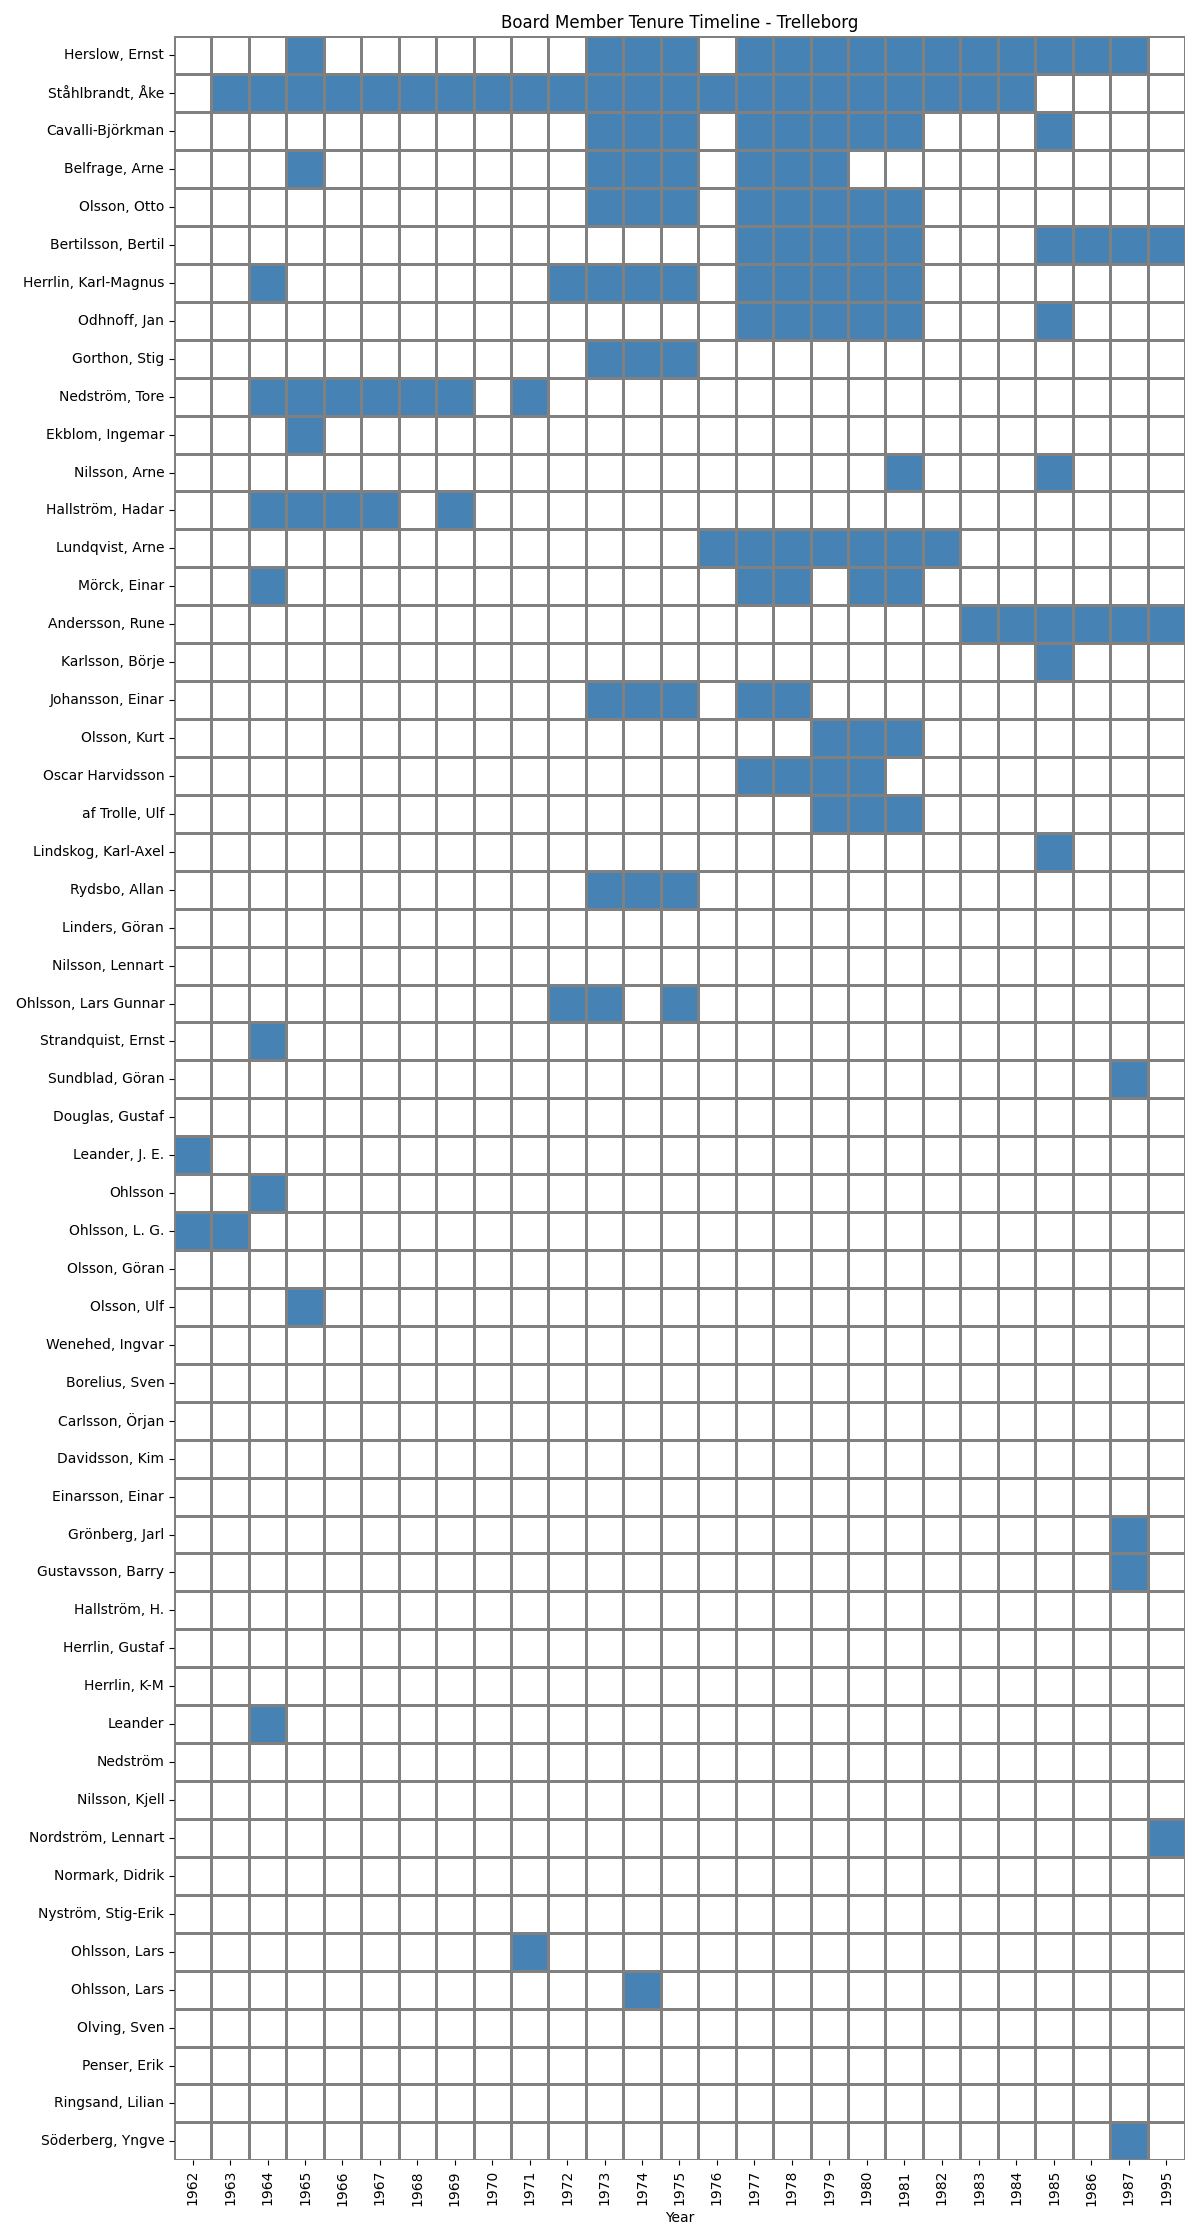 Board Member Tenure Timeline - Trelleborg
Herslow, Ernst
Ståhlbrandt, Åke
Cavalli-Björkman
Belfrage, Arne
Olsson, Otto
Bertilsson, Bertil
Herrlin, Karl-Magnus
Odhnoff, Jan
Gorthon, Stig
Nedström, Tore
Ekblom, Ingemar
Nilsson, Arne
Hallström, Hadar
Lundqvist, Arne
Mörck, Einar
Andersson, Rune
Karlsson, Börje
Johansson, Einar
Olsson, Kurt
Oscar Harvidsson
af Trolle, Ulf
Lindskog, Karl-Axel
Rydsbo, Allan
Linders, Göran
Nilsson, Lennart
Ohlsson, Lars Gunnar
Strandquist, Ernst
Sundblad, Göran
Douglas, Gustaf
Leander, J. E.
Ohlsson
Ohlsson, L. G.
Olsson, Göran
Olsson, Ulf
Wenehed, Ingvar
Borelius, Sven
Carlsson, Örjan
Davidsson, Kim
Einarsson, Einar
Grönberg, Jarl
Gustavsson, Barry
Hallström, H.
Herrlin, Gustaf
Herrlin, K-M
Leander
Nedström
Nilsson, Kjell
Nordström, Lennart
Normark, Didrik
Nyström, Stig-Erik
Ohlsson, Lars
Ohlsson, Lars
Olving, Sven
Penser, Erik
Ringsand, Lilian
Söderberg, Yngve
1962 1963 1964 1965 1966 1967 1968 1969 1970 1971 1972 1973 1974 1975 1976 1977 1978 1979 1980 1981 1982 1983 1984 1985 1986 1987 1995
Year